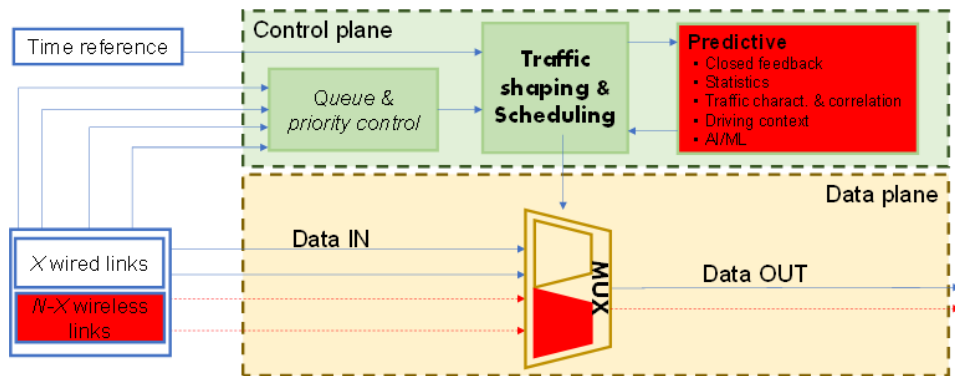 Time reference
Control plane
Queue &
priority control
Traffic
shaping &
Scheduling
Predictive
▪ Closed feedback
▪ Statistics
▪ Traffic charact. & correlation
▪ Driving context
▪ AI/ML
Data plane
X wired links
N-X wireless
links
Data IN
MUX
Data OUT